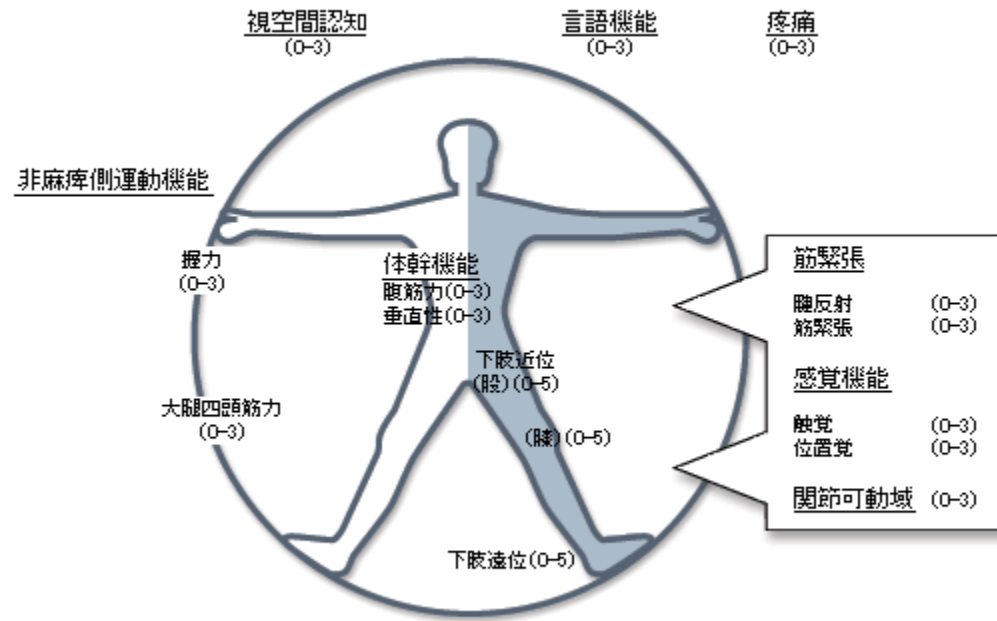 視空間認知
(0-3)
言語機能
(0-3)
疼痛
(0-3)
非麻痺側運動機能
握力
(0-3)
体幹機能
腹筋力(0-3)
垂直性(0-3)
大腿四頭筋力
(0-3)
下肢近位
(股)(0-5)
(膝)(0-5)
下肢遠位(0-5)
筋緊張
腱反射 (0-3)
筋緊張 (0-3)
感覚機能
触覚 (0-3)
位置覚 (0-3)
関節可動域 (0-3)